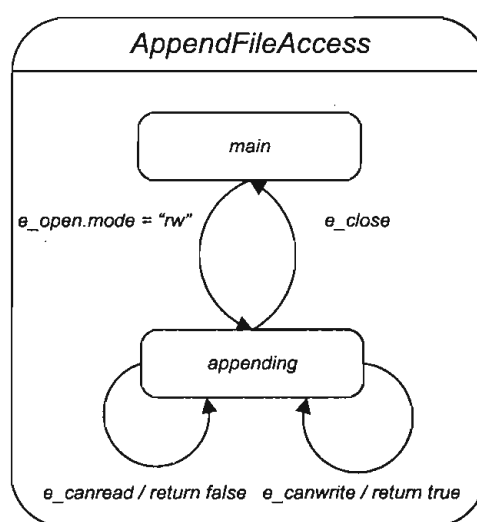 AppendFileAccess
main
e_open.mode = "rw"
e_close
appending
e_canread / return false
e_canwrite / return true